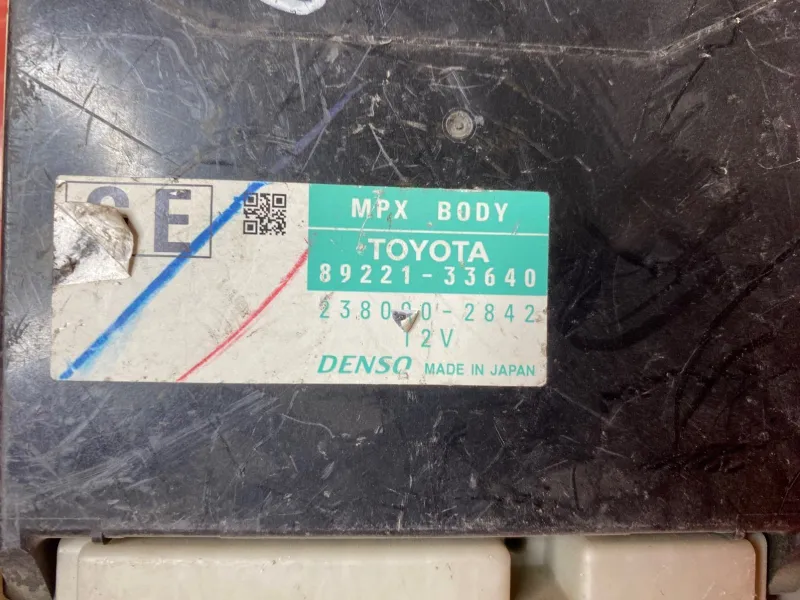 E
MPX BODY
TOYOTA
89221-33640
12V
DENSO MADE IN JAPAN